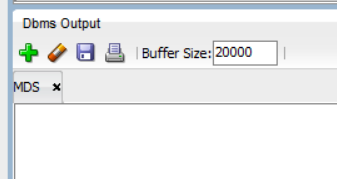 Dbms Output
Buffer Size: 20000
MDS